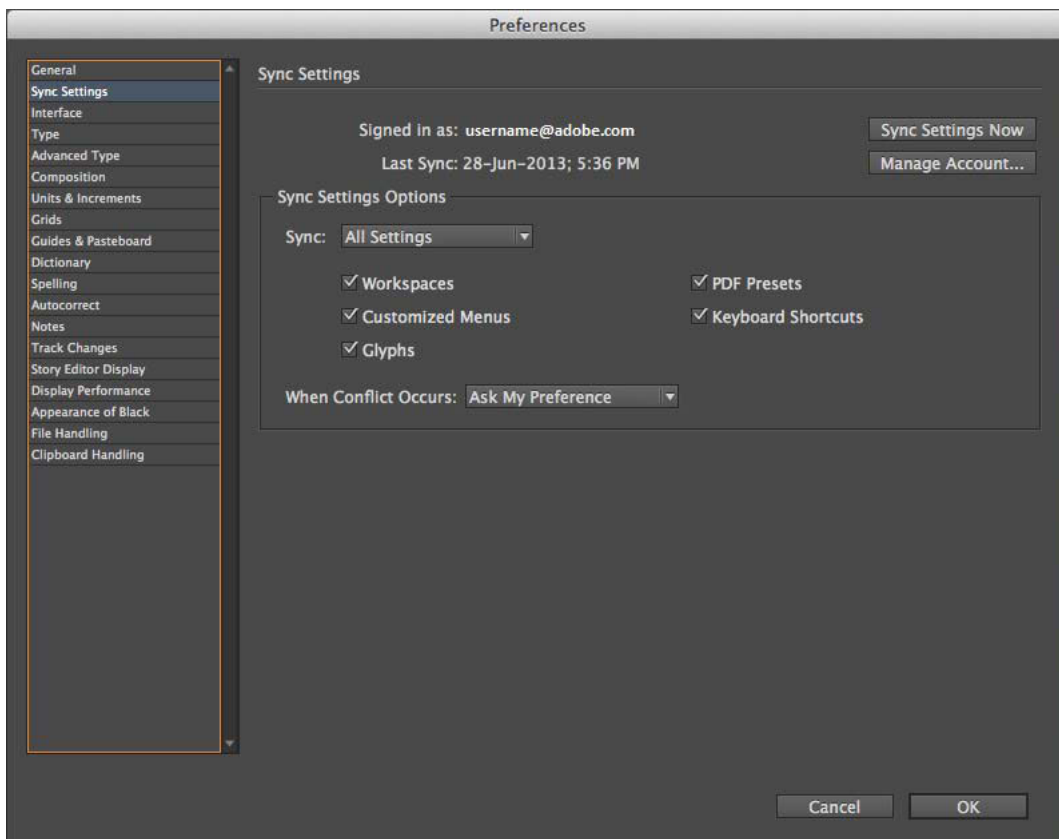 Preferences
General
Sync Settings
Interface
Type
Advanced Type
Composition
Units & Increments
Grids
Guides & Pasteboard
Dictionary
Spelling
Autocorrect
Notes
Track Changes
Story Editor Display
Display Performance
Appearance of Black
File Handling
Clipboard Handling
Sync Settings
Signed in as: username@adobe.com
Sync Settings Now
Last Sync: 28-Jun-2013; 5:36 PM
Manage Account...
Sync Settings Options
Sync: All Settings
Workspaces
PDF Presets
Customized Menus
Keyboard Shortcuts
Glyphs
When Conflict Occurs: Ask My Preference
Cancel
OK